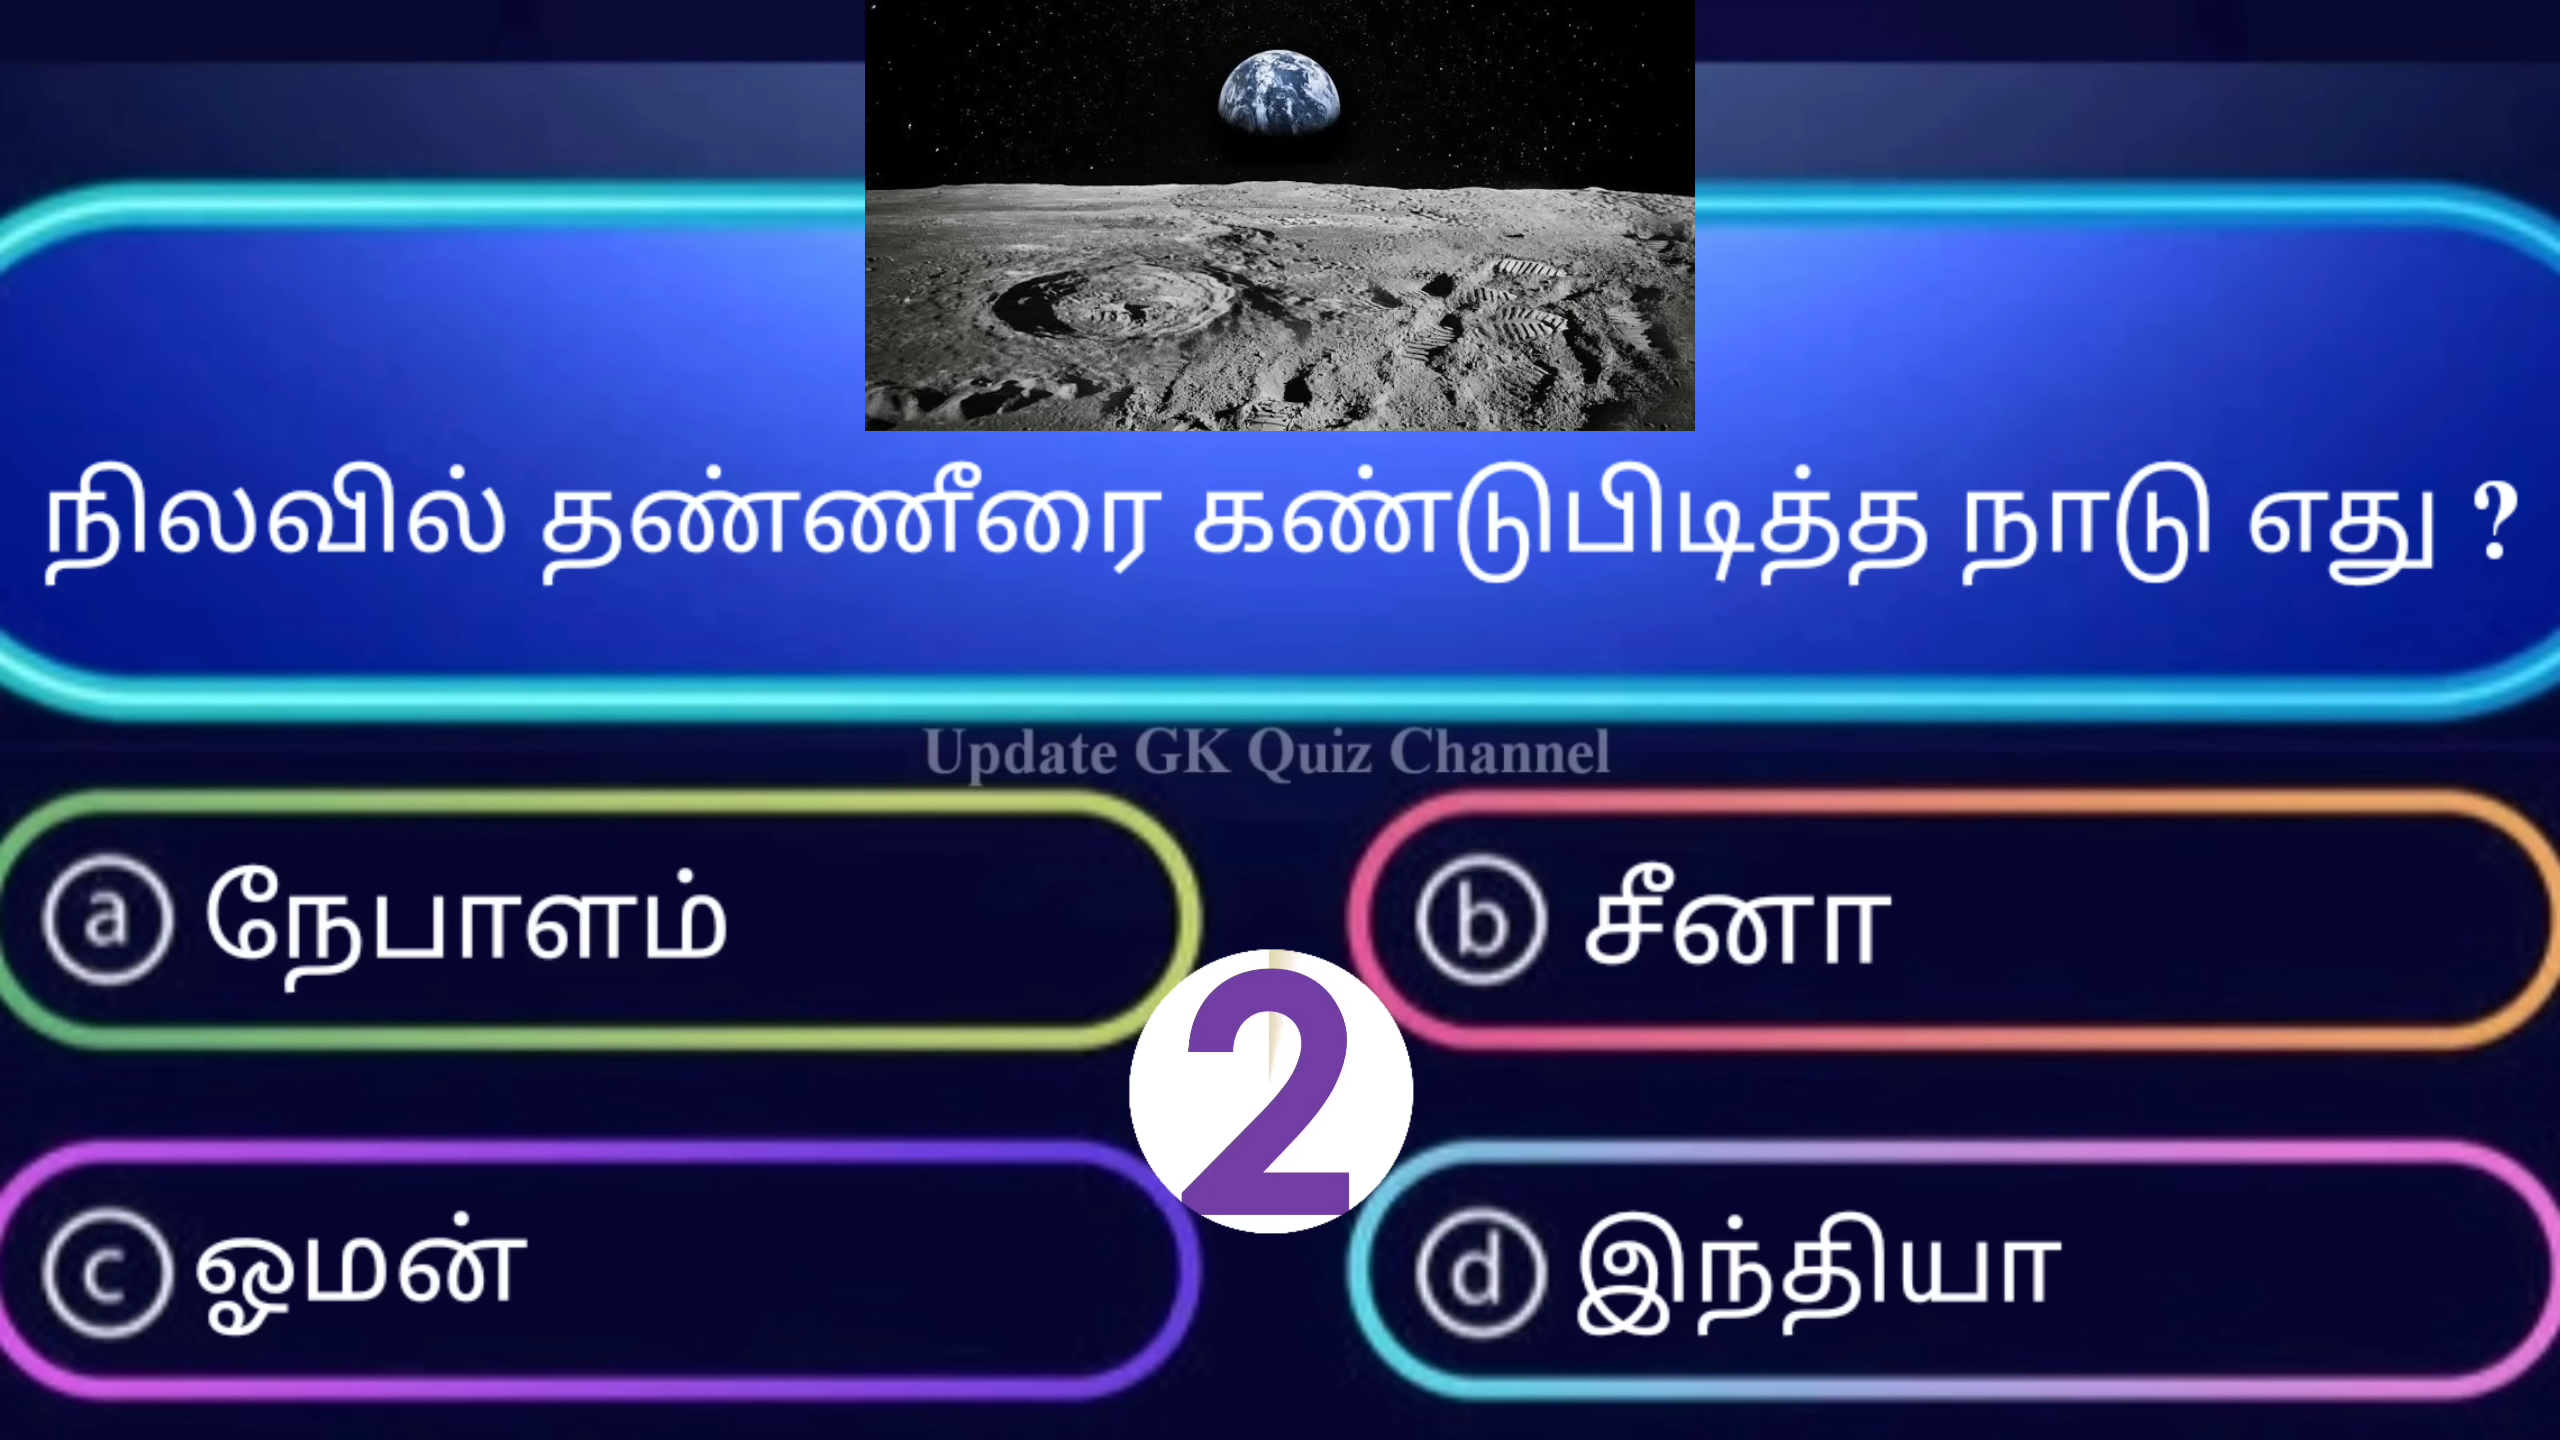 நிலவில் தண்ணீரை கண்டுபிடித்த நாடு எது ?
Update GK Quiz Channel
a நேபாளம்
b சீனா
2
c ஓமன்
d இந்தியா